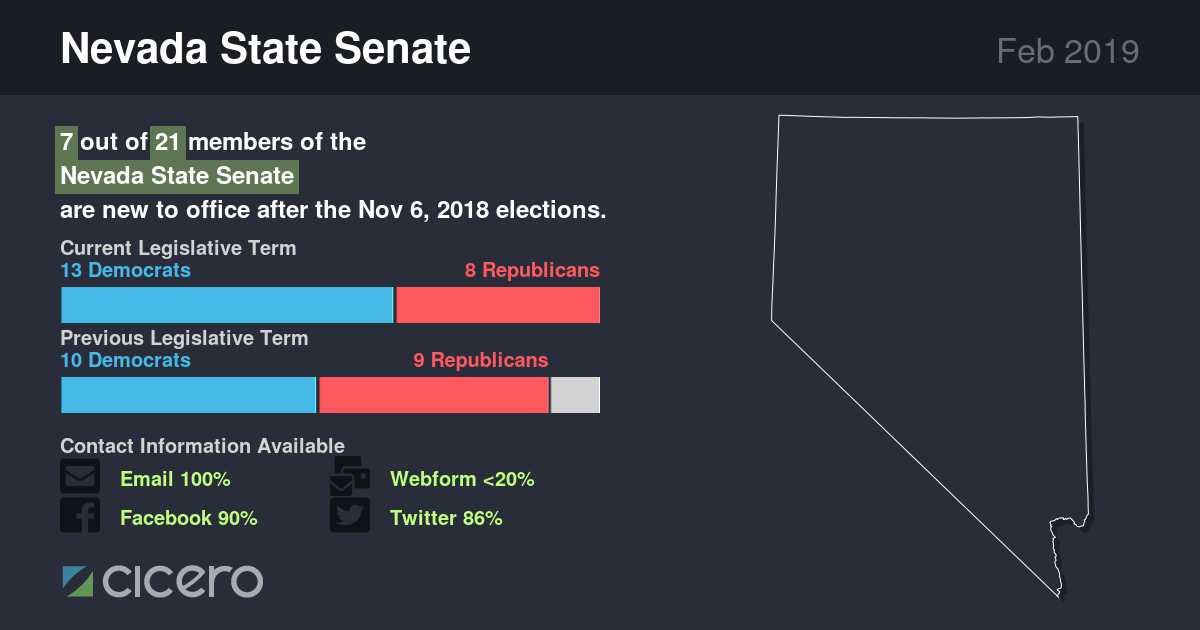 Nevada State Senate
Feb 2019
7 out of 21 members of the
Nevada State Senate
are new to office after the Nov 6, 2018 elections.
Current Legislative Term
13 Democrats
8 Republicans
Previous Legislative Term
10 Democrats
9 Republicans
Contact Information Available
Email 100%
Webform <20%
Facebook 90%
Twitter 86%
cicero